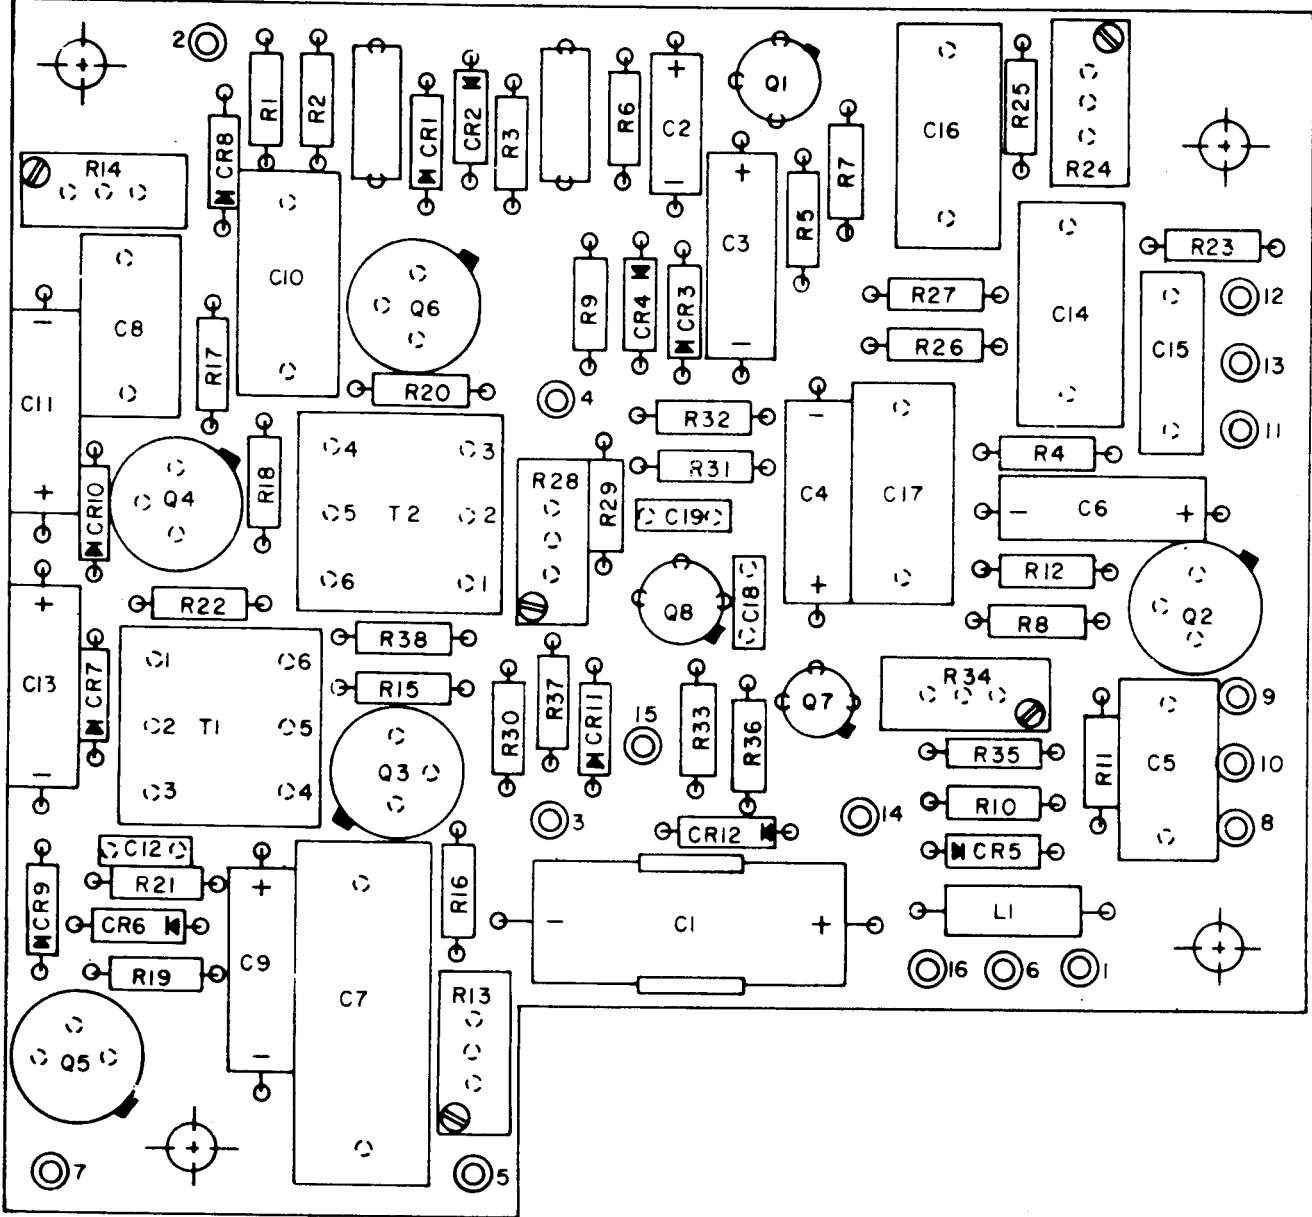 2
R1
R2
CR8
CR1
CR2
R3
R6
+
C2
-
Q1
R7
C16
R25
R24
R14
C10
C8
-
C11
+
R17
Q6
R9
CR4
CR3
+
C3
-
R5
R27
R26
C14
R23
12
C15
13
11
R20
4
R32
R31
-
C4
+
C17
R4
-
C6
+
CR10
Q4
R18
4
3
5
T2
2
6
1
R28
R29
C19
R12
R8
Q2
R22
Q8
C18
+
C13
-
CR7
1
6
2
T1
5
3
4
R38
R15
Q3
R30
R37
CR11
15
R33
R36
Q7
R34
R35
R10
CR5
R11
C5
9
10
8
3
CR12
14
C12
R21
CR9
CR6
R19
+
C9
-
C7
R16
-
C1
+
L1
16
6
1
R13
Q5
7
5